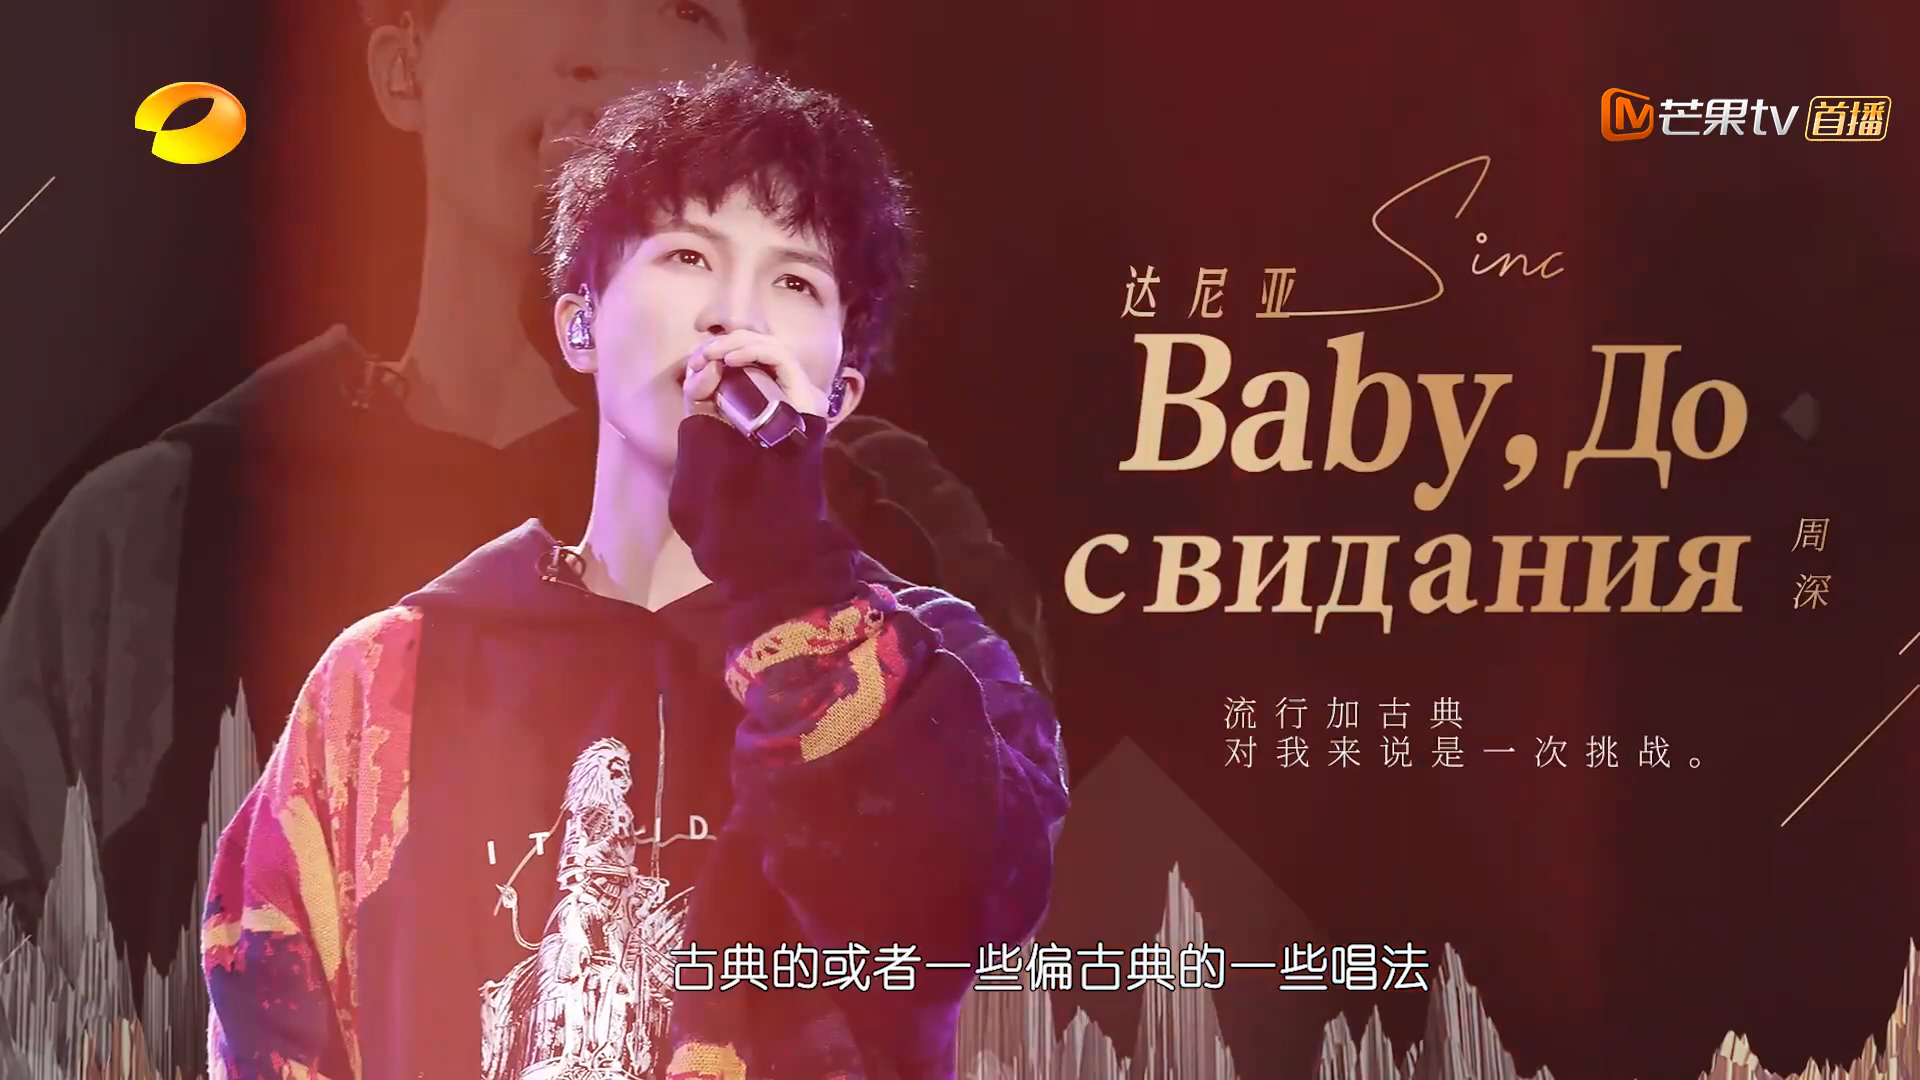 芒果tv 首播
Sinc
达尼亚
Baby, До
свидания
周深
流行加古典
对我来说是一次挑战。
古典的或者一些偏古典的一些唱法